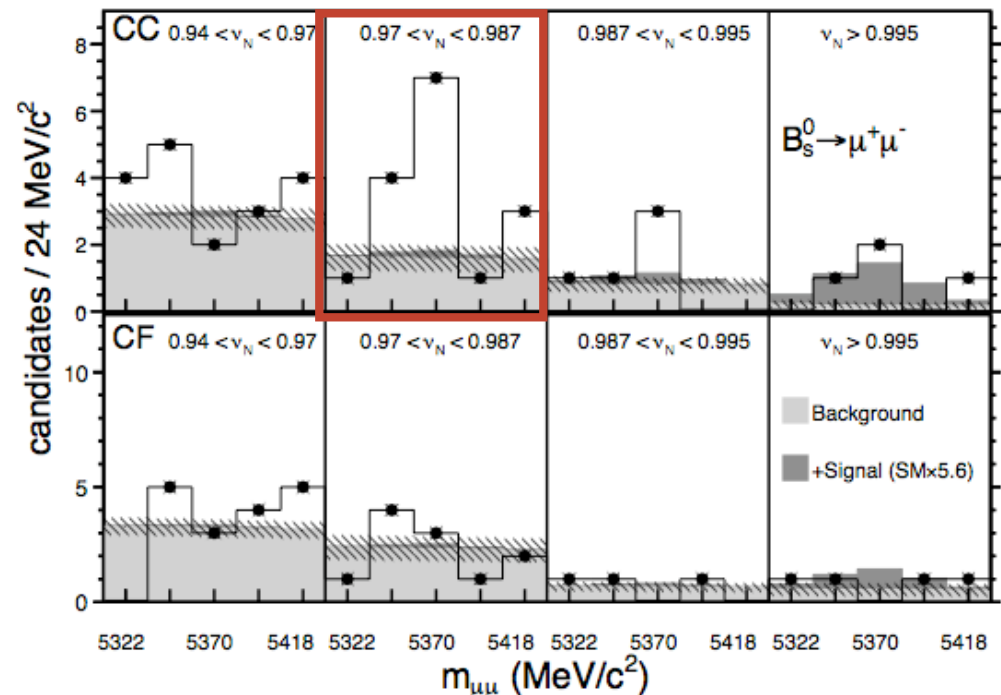 candidates / 24 MeV/c²
CC 0.94 < ν_N < 0.97 0.97 < ν_N < 0.987 0.987 < ν_N < 0.995 ν_N > 0.995
8
6
4
2
0
B_s^0→μ⁺μ⁻
CF 0.94 < ν_N < 0.97 0.97 < ν_N < 0.987 0.987 < ν_N < 0.995 ν_N > 0.995
10
5
0
Background
+Signal (SM×5.6)
5322 5370 5418 5322 5370 5418 5322 5370 5418 5322 5370 5418
m_μμ (MeV/c²)